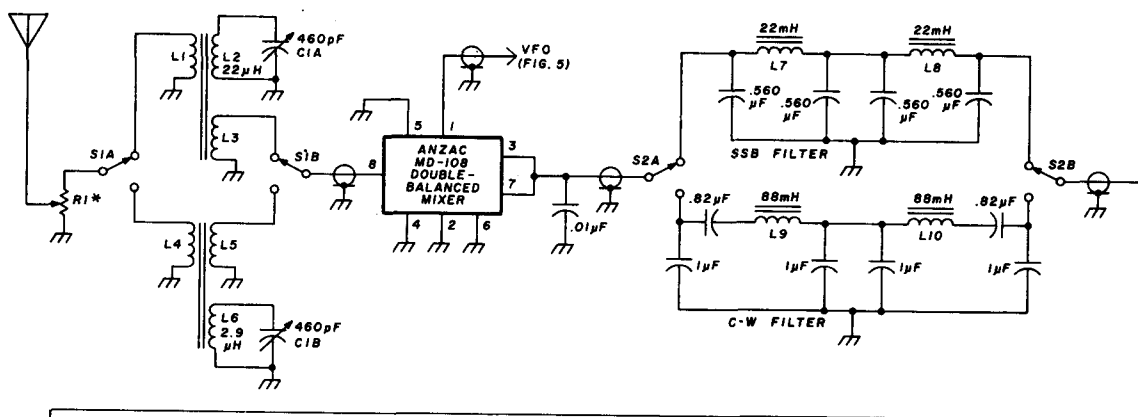 R1*
S1A
L1
L2
22µH
460pF
C1A
L3
S1B
L4
L5
L6
2.9
µH
460pF
C1B
VFO
(FIG. 5)
5
1
8
ANZAC
MD-108
DOUBLE-
BALANCED
MIXER
3
7
4
2
6
.01µF
S2A
22mH
L7
22mH
L8
.560
µF
.560
µF
.560
µF
.560
µF
SSB FILTER
S2B
.82µF
88mH
L9
88mH
L10
.82µF
1µF
1µF
1µF
1µF
C-W FILTER